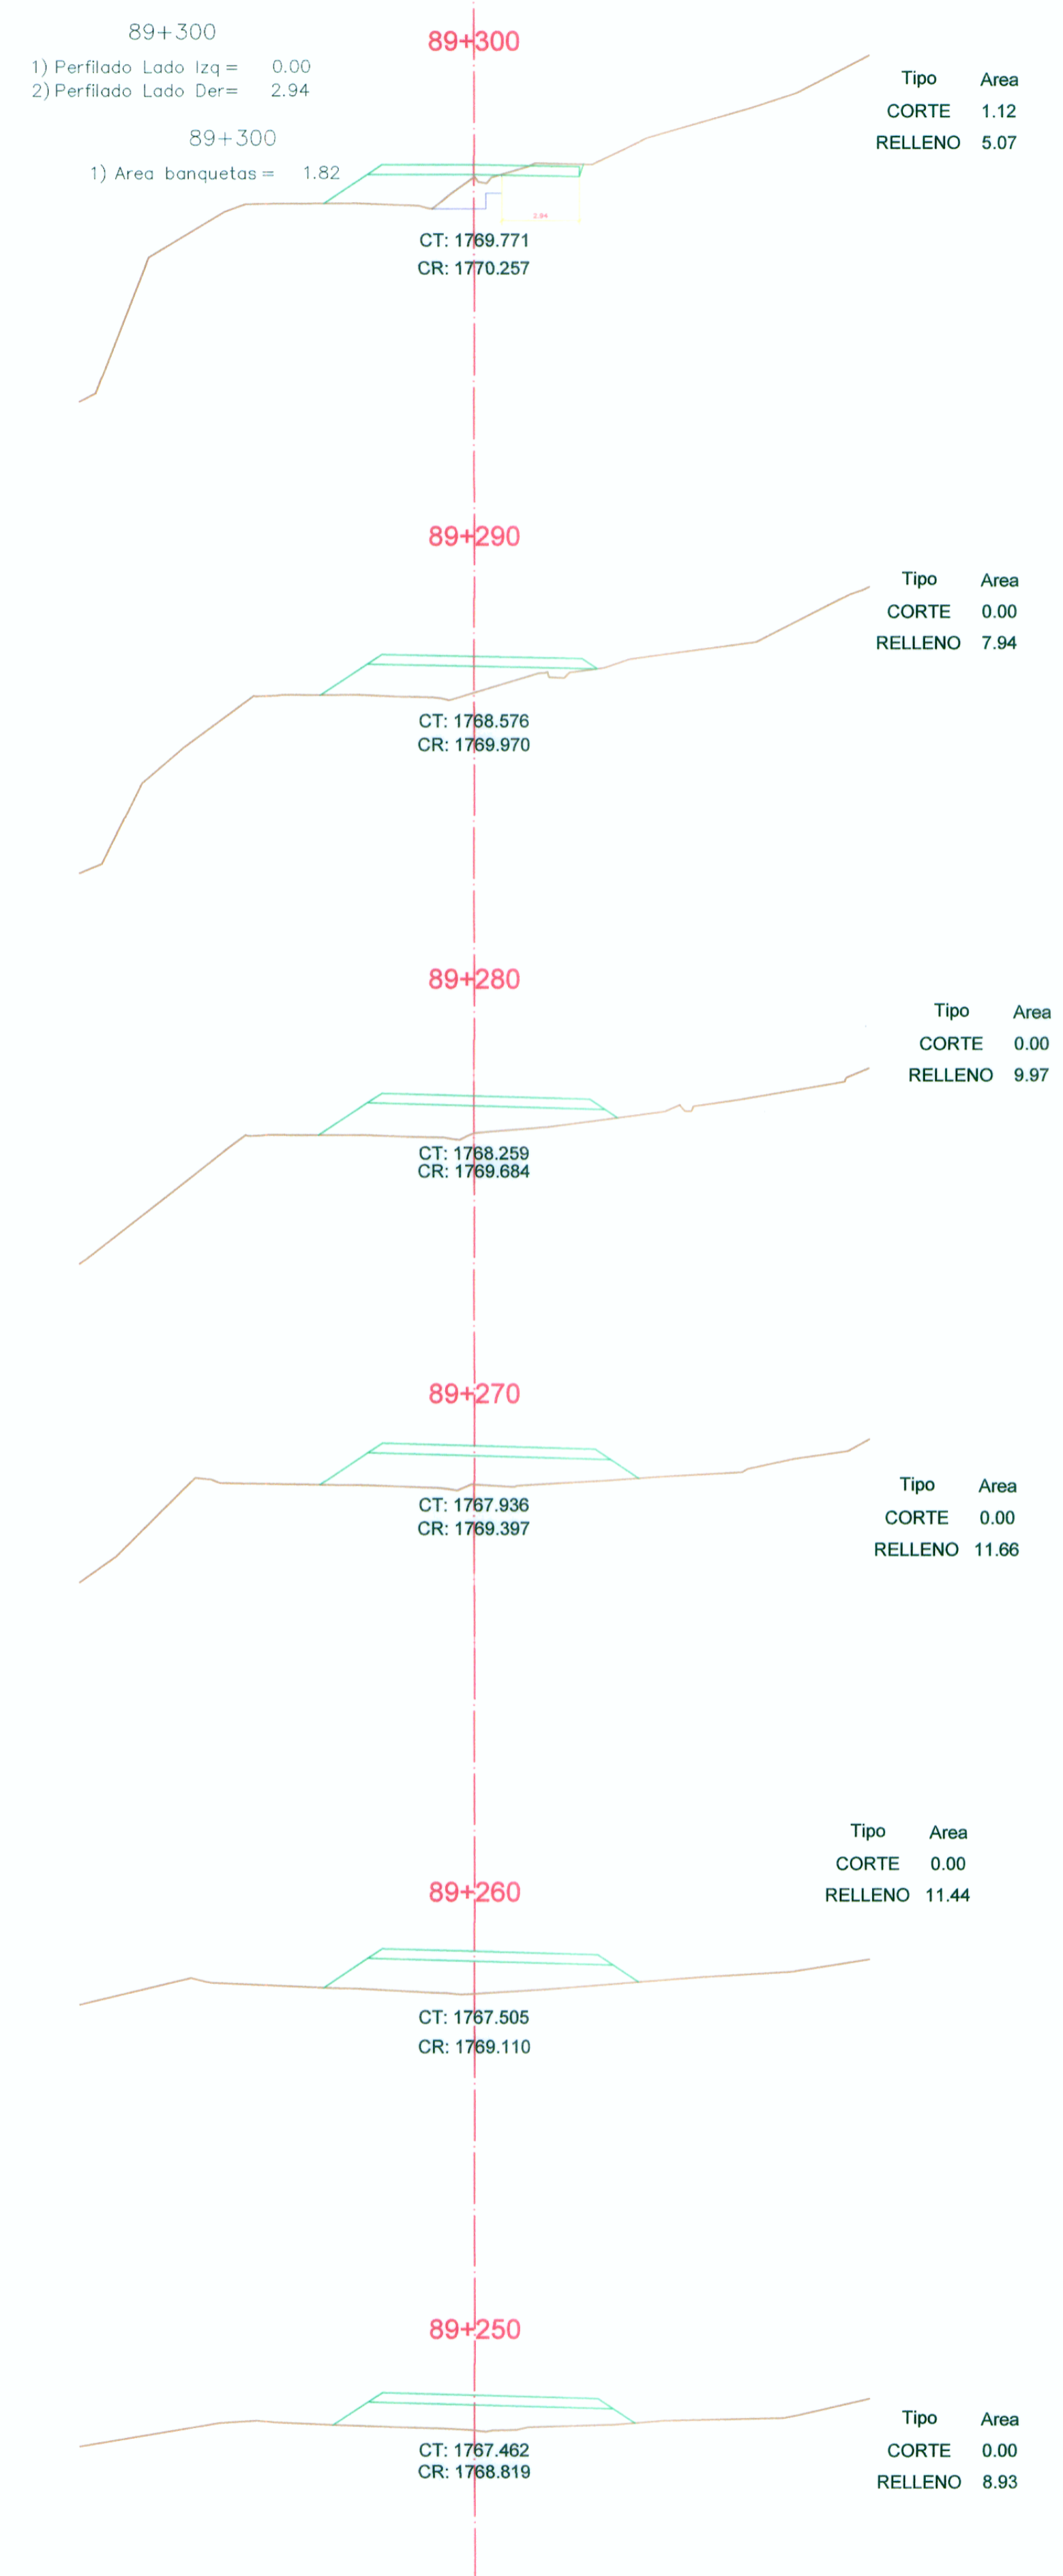 89+300
1) Perfilado Lado Izq = 0.00
2) Perfilado Lado Der= 2.94
89+300
1) Area banquetas = 1.82
89+300
Tipo Area
CORTE 1.12
RELLENO 5.07
2.94
CT: 1769.771
CR: 1770.257
89+290
Tipo Area
CORTE 0.00
RELLENO 7.94
CT: 1768.576
CR: 1769.970
89+280
Tipo Area
CORTE 0.00
RELLENO 9.97
CT: 1768.259
CR: 1769.684
89+270
Tipo Area
CORTE 0.00
RELLENO 11.66
CT: 1767.936
CR: 1769.397
89+260
Tipo Area
CORTE 0.00
RELLENO 11.44
CT: 1767.505
CR: 1769.110
89+250
Tipo Area
CORTE 0.00
RELLENO 8.93
CT: 1767.462
CR: 1768.819